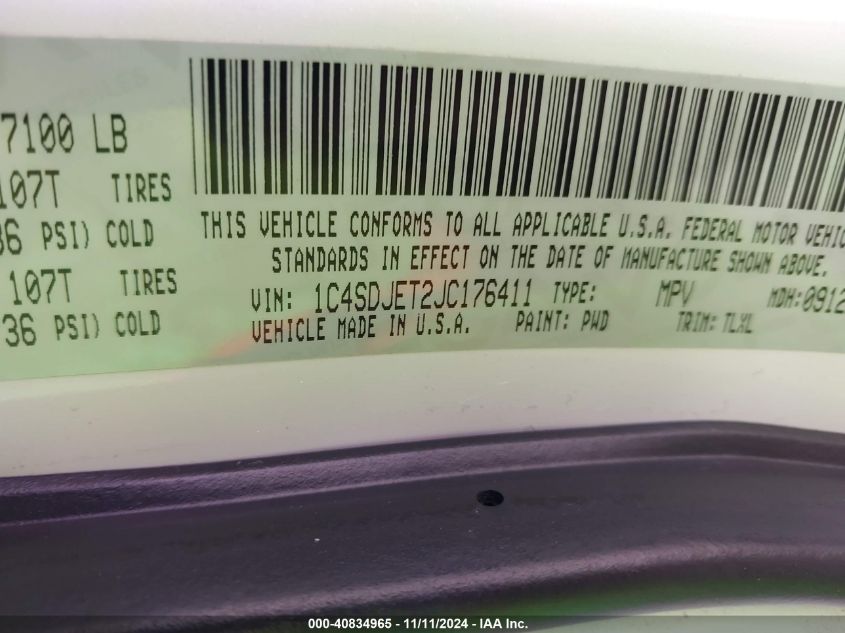 7100 LB
107T TIRES
36 PSI) COLD
107T TIRES
36 PSI) COLD
THIS VEHICLE CONFORMS TO ALL APPLICABLE U.S.A. FEDERAL MOTOR VEHIC
STANDARDS IN EFFECT ON THE DATE OF MANUFACTURE SHOWN ABOVE.
VIN: 1C4SDJET2JC176411 TYPE: MPV MDH:0912
VEHICLE MADE IN U.S.A. PAINT: PWD TRIM: TLXL
000-40834965 - 11/11/2024 - IAA Inc.